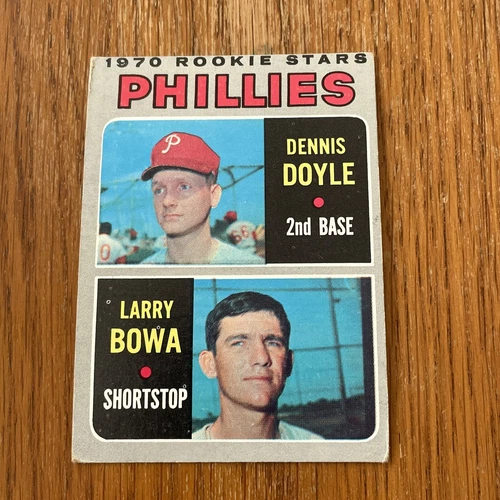 1970 ROOKIE STARS
PHILLIES
P
DENNIS
DOYLE
2nd BASE
LARRY
BOWA
SHORTSTOP